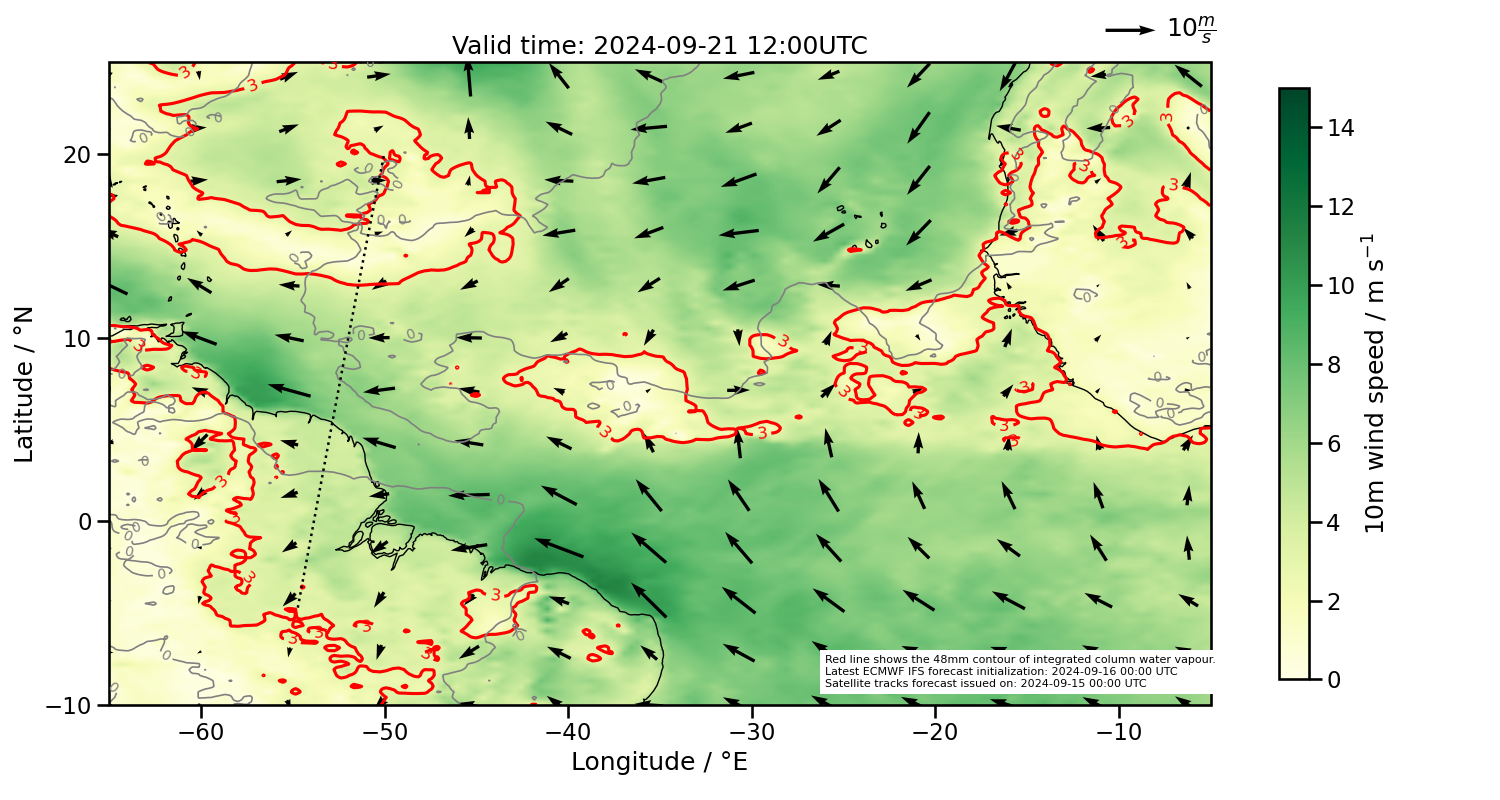 10 m/s
Valid time: 2024-09-21 12:00UTC
Latitude / °N
20
10
0
−10
−60
−50
−40
−30
−20
−10
Longitude / °E
Red line shows the 48mm contour of integrated column water vapour.
Latest ECMWF IFS forecast initialization: 2024-09-16 00:00 UTC
Satellite tracks forecast issued on: 2024-09-15 00:00 UTC
14
12
10
8
6
4
2
0
10m wind speed / m s⁻¹